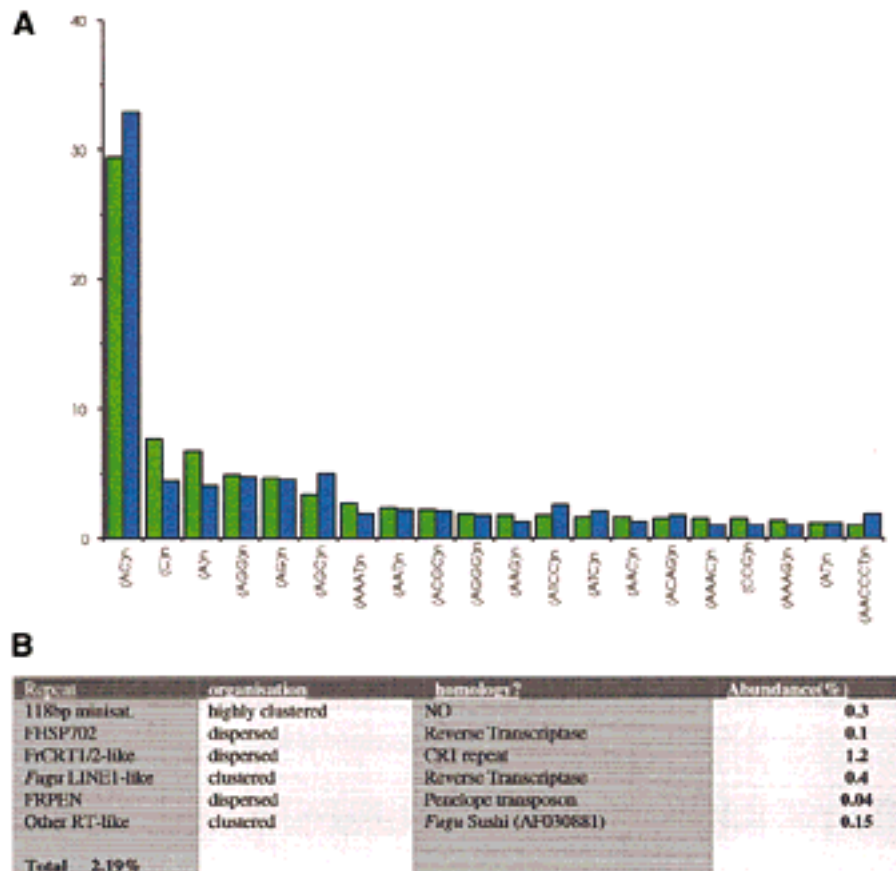 A
40
30
20
10
0
(AC)n (C)n (A)n (AGG)n (AG)n (AGC)n (AAAT)n (AAT)n (ACGC)n (AGGG)n (AAG)n (ATCC)n (ATC)n (AAC)n (ACAG)n (AAAC)n (CCG)n (AAAG)n (AT)n (AACCCT)n
B
Repeat organisation homology? Abundance(%)
118bp minisat. highly clustered NO 0.3
FHSP702 dispersed Reverse Transcriptase 0.1
FrCRT1/2-like dispersed CR1 repeat 1.2
Fugu LINE1-like clustered Reverse Transcriptase 0.4
FRPEN dispersed Penelope transposon 0.04
Other RT-like clustered Fugu Sushi (AF030881) 0.15
Total 2.19%